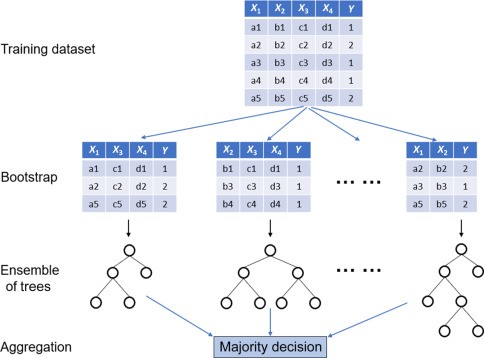 X1 X2 X3 X4 Y
a1 b1 c1 d1 1
Training dataset
a2 b2 c2 d2 2
a3 b3 c3 d3 1
a4 b4 c4 d4 1
a5 b5 c5 d5 2
X1 X3 X4 Y
a1 c1 d1 1
a2 c2 d2 2
a5 c5 d5 2
X2 X3 X4 Y
b1 c1 d1 1
b3 c3 d3 1
b4 c4 d4 1
X1 X2 Y
a2 b2 2
a3 b3 1
a5 b5 2
Bootstrap
... ...
Ensemble
of trees
... ...
Aggregation
Majority decision